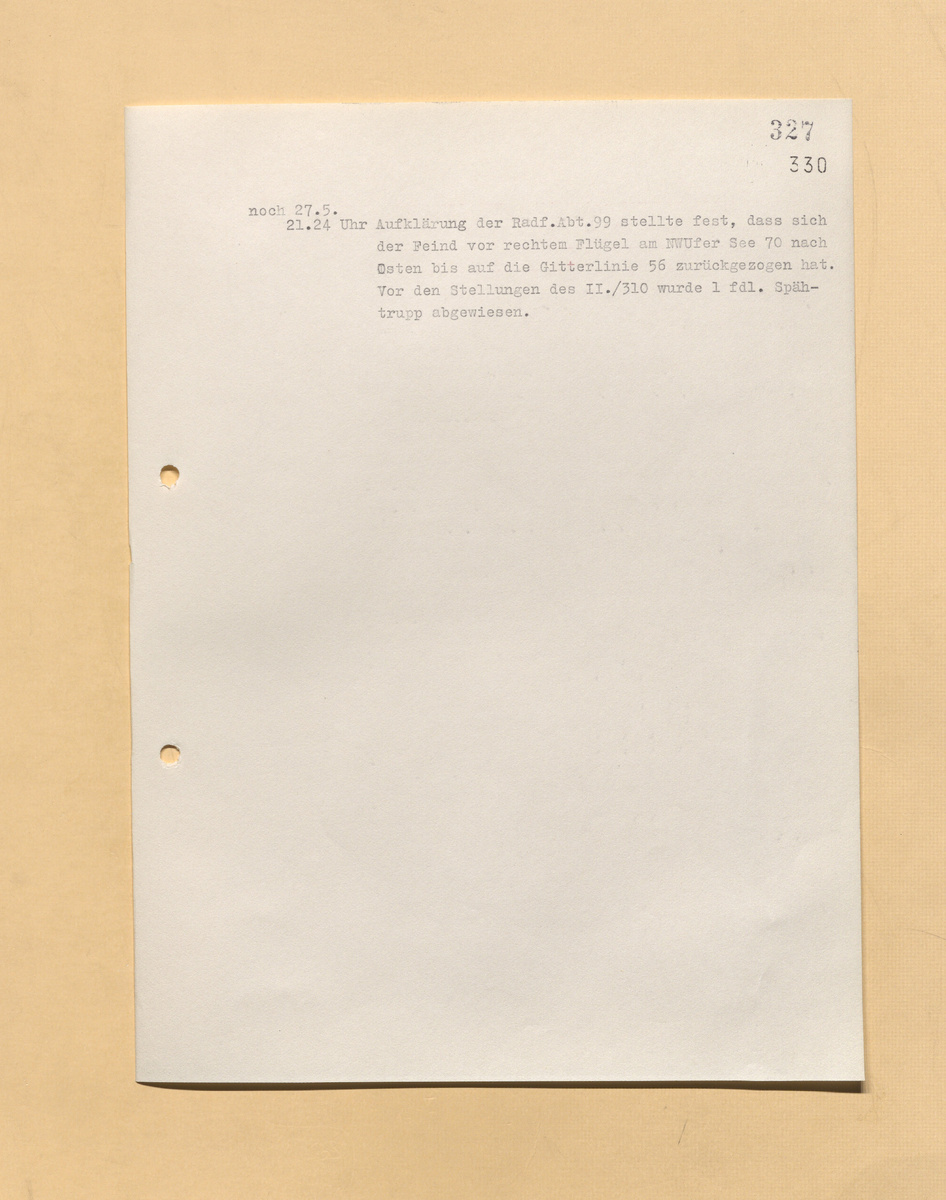 327
330
noch 27.5.
21.24 Uhr Aufklärung der Radf.Abt.99 stellte fest, dass sich
der Feind vor rechtem Flügel am NWUfer See 70 nach
Osten bis auf die Gitterlinie 56 zurückgezogen hat.
Vor den Stellungen des II./310 wurde 1 fdl. Späh-
trupp abgewiesen.